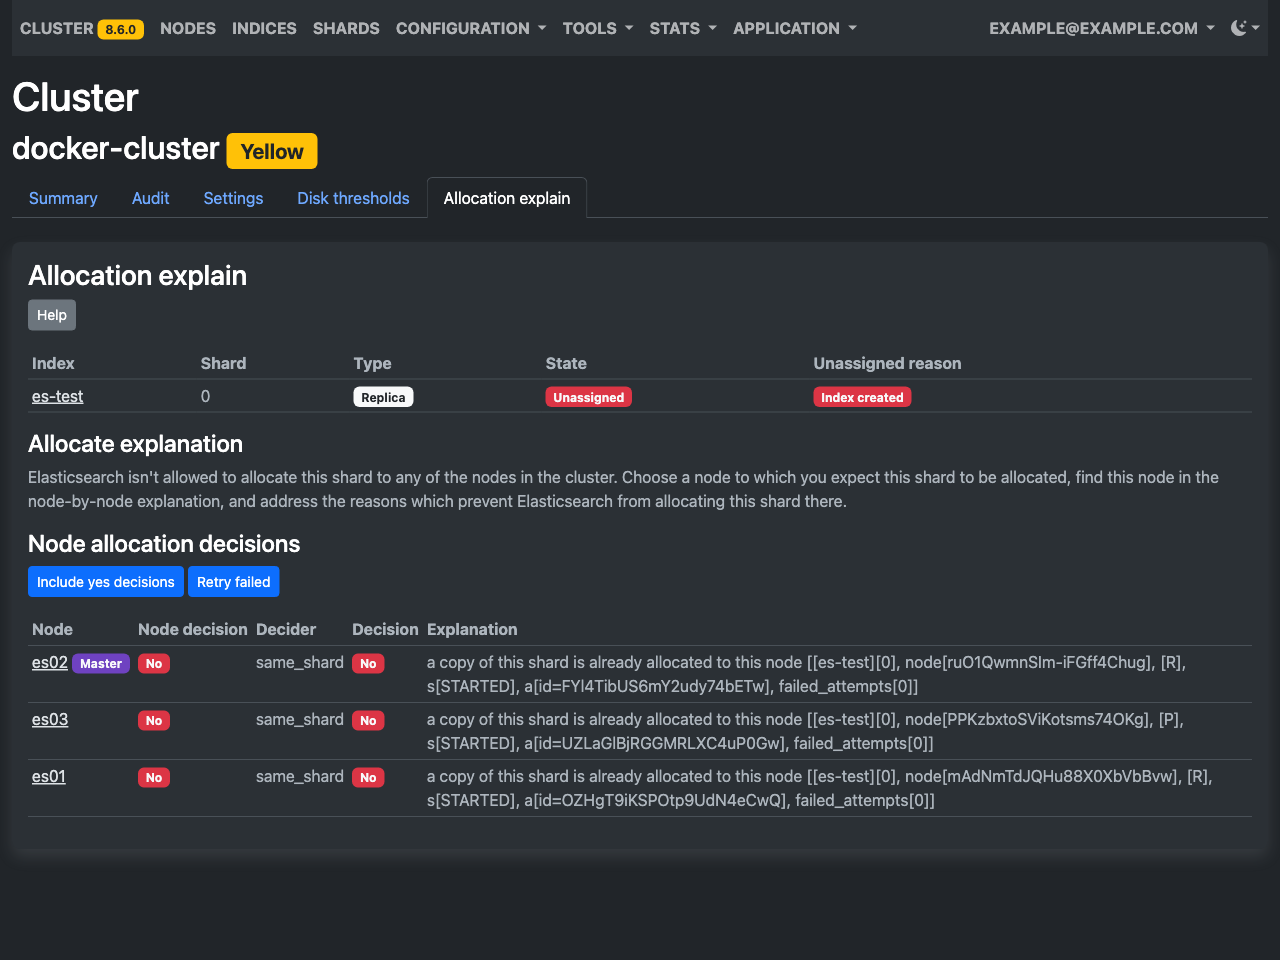 CLUSTER 8.6.0 NODES INDICES SHARDS CONFIGURATION TOOLS STATS APPLICATION EXAMPLE@EXAMPLE.COM
Cluster
docker-cluster Yellow
Summary Audit Settings Disk thresholds Allocation explain
Allocation explain
Help
Index Shard Type State Unassigned reason
es-test 0 Replica Unassigned Index created
Allocate explanation
Elasticsearch isn't allowed to allocate this shard to any of the nodes in the cluster. Choose a node to which you expect this shard to be allocated, find this node in the
node-by-node explanation, and address the reasons which prevent Elasticsearch from allocating this shard there.
Node allocation decisions
Include yes decisions Retry failed
Node Node decision Decider Decision Explanation
es02 Master No same_shard No a copy of this shard is already allocated to this node [[es-test][0], node[ruO1QwmnSIm-iFGff4Chug], [R],
s[STARTED], a[id=FYl4TibUS6mY2udy74bETw], failed_attempts[0]]
es03 No same_shard No a copy of this shard is already allocated to this node [[es-test][0], node[PPKzbxtoSViKotsms74OKg], [P],
s[STARTED], a[id=UZLaGlBjRGGMRLXC4uP0Gw], failed_attempts[0]]
es01 No same_shard No a copy of this shard is already allocated to this node [[es-test][0], node[mAdNmTdJQHu88X0XbVbBvw], [R],
s[STARTED], a[id=OZHgT9iKSPOtp9UdN4eCwQ], failed_attempts[0]]